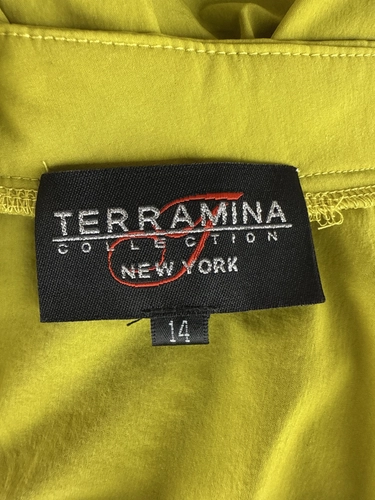 TERRAMINA
COLLECTION
NEW YORK
14